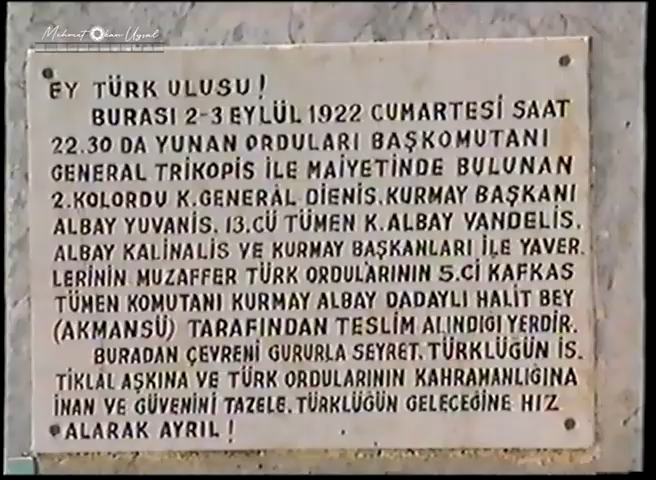 Mehmet Okan Uysal
EY TÜRK ULUSU!
BURASI 2-3 EYLÜL 1922 CUMARTESİ SAAT
22.30 DA YUNAN ORDULARI BAŞKOMUTANI
GENERAL TRİKOPİS İLE MAİYETİNDE BULUNAN
2.KOLORDU K.GENERAL DİENİS.KURMAY BAŞKANI
ALBAY YUVANİS. 13.CÜ TÜMEN K.ALBAY VANDELİS.
ALBAY KALİNALİS VE KURMAY BAŞKANLARI İLE YAVER.
LERİNİN MUZAFFER TÜRK ORDULARININ 5.Cİ KAFKAS
TÜMEN KOMUTANI KURMAY ALBAY DADAYLI HALİT BEY
(AKMANSÜ) TARAFINDAN TESLİM ALINDIĞI YERDİR.
BURADAN ÇEVRENİ GURURLA SEYRET. TÜRKLÜĞÜN İS.
TİKLAL AŞKINA VE TÜRK ORDULARININ KAHRAMANLIĞINA
İNAN VE GÜVENİNİ TAZELE. TÜRKLÜĞÜN GELECEĞİNE HIZ
ALARAK AYRIL!